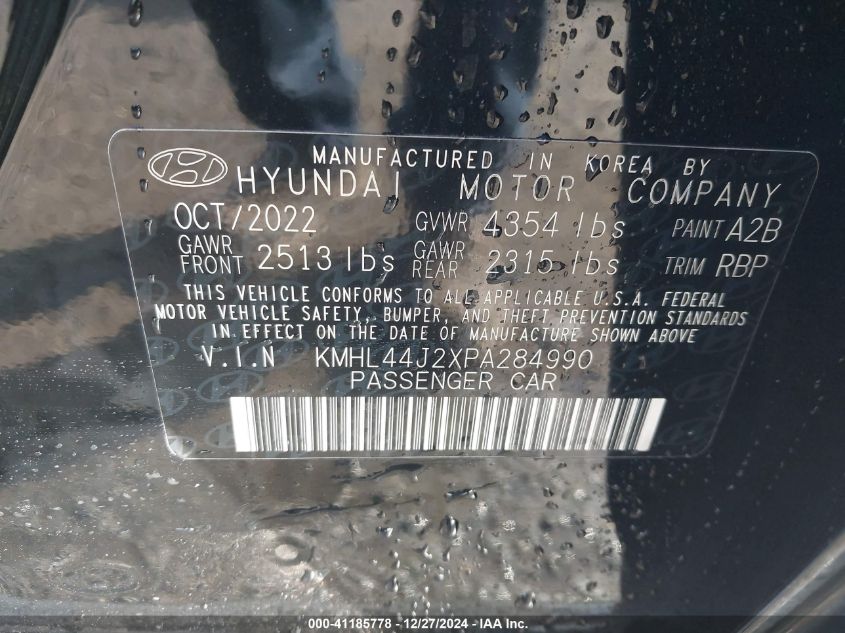 MANUFACTURED IN KOREA BY
HYUNDAI MOTOR COMPANY
OCT/2022 GVWR 4354 lbs PAINT A2B
GAWR FRONT 2513 lbs GAWR REAR 2315 lbs TRIM RBP
THIS VEHICLE CONFORMS TO ALL APPLICABLE U.S.A. FEDERAL
MOTOR VEHICLE SAFETY, BUMPER, AND THEFT PREVENTION STANDARDS
IN EFFECT ON THE DATE OF MANUFACTURE SHOWN ABOVE
V.I.N KMHL44J2XPA284990
PASSENGER CAR
000-41185778 - 12/27/2024 - IAA Inc.